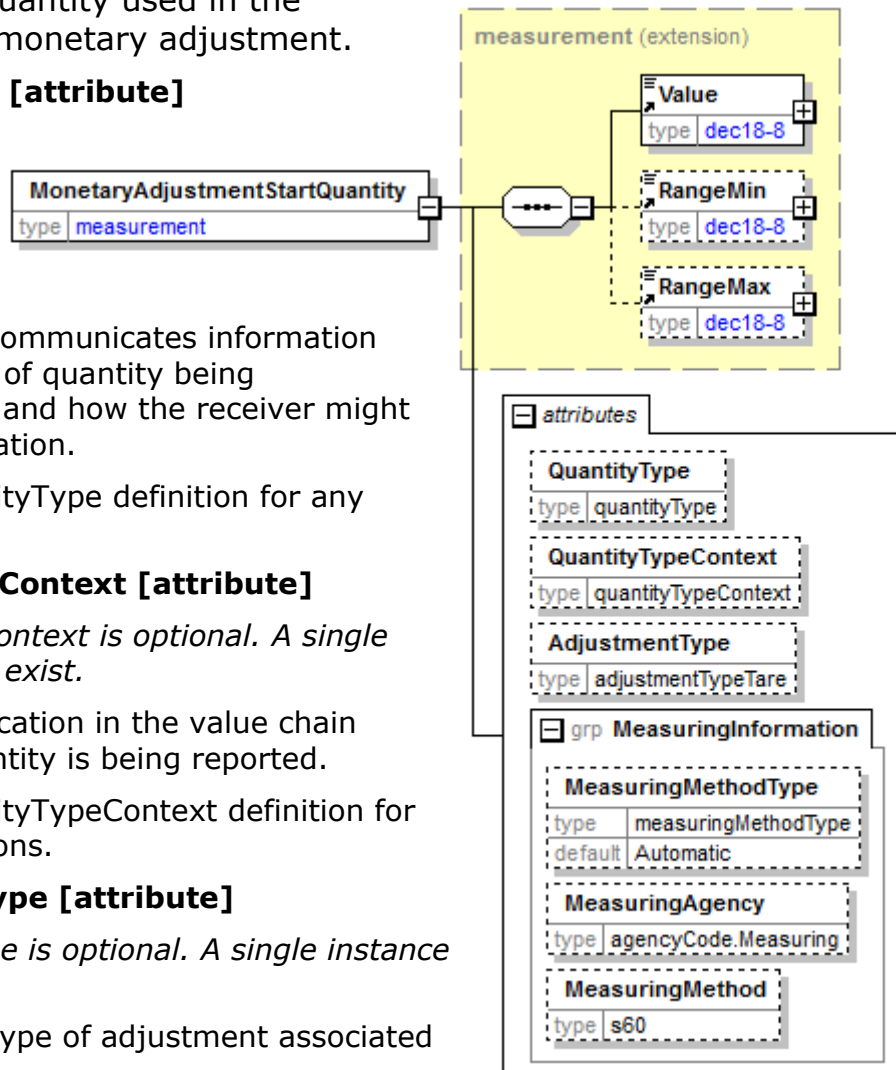 uantity used in the
monetary adjustment.
[attribute]
ommunicates information
of quantity being
and how the receiver might
ation.
ityType definition for any
Context [attribute]
ontext is optional. A single
exist.
cation in the value chain
ntity is being reported.
ityTypeContext definition for
ons.
ype [attribute]
e is optional. A single instance
ype of adjustment associated
MonetaryAdjustmentStartQuantity
type measurement
measurement (extension)
Value
type dec18-8
RangeMin
type dec18-8
RangeMax
type dec18-8
attributes
QuantityType
type quantityType
QuantityTypeContext
type quantityTypeContext
AdjustmentType
type adjustmentTypeTare
grp MeasuringInformation
MeasuringMethodType
type measuringMethodType
default Automatic
MeasuringAgency
type agencyCode.Measuring
MeasuringMethod
type s60